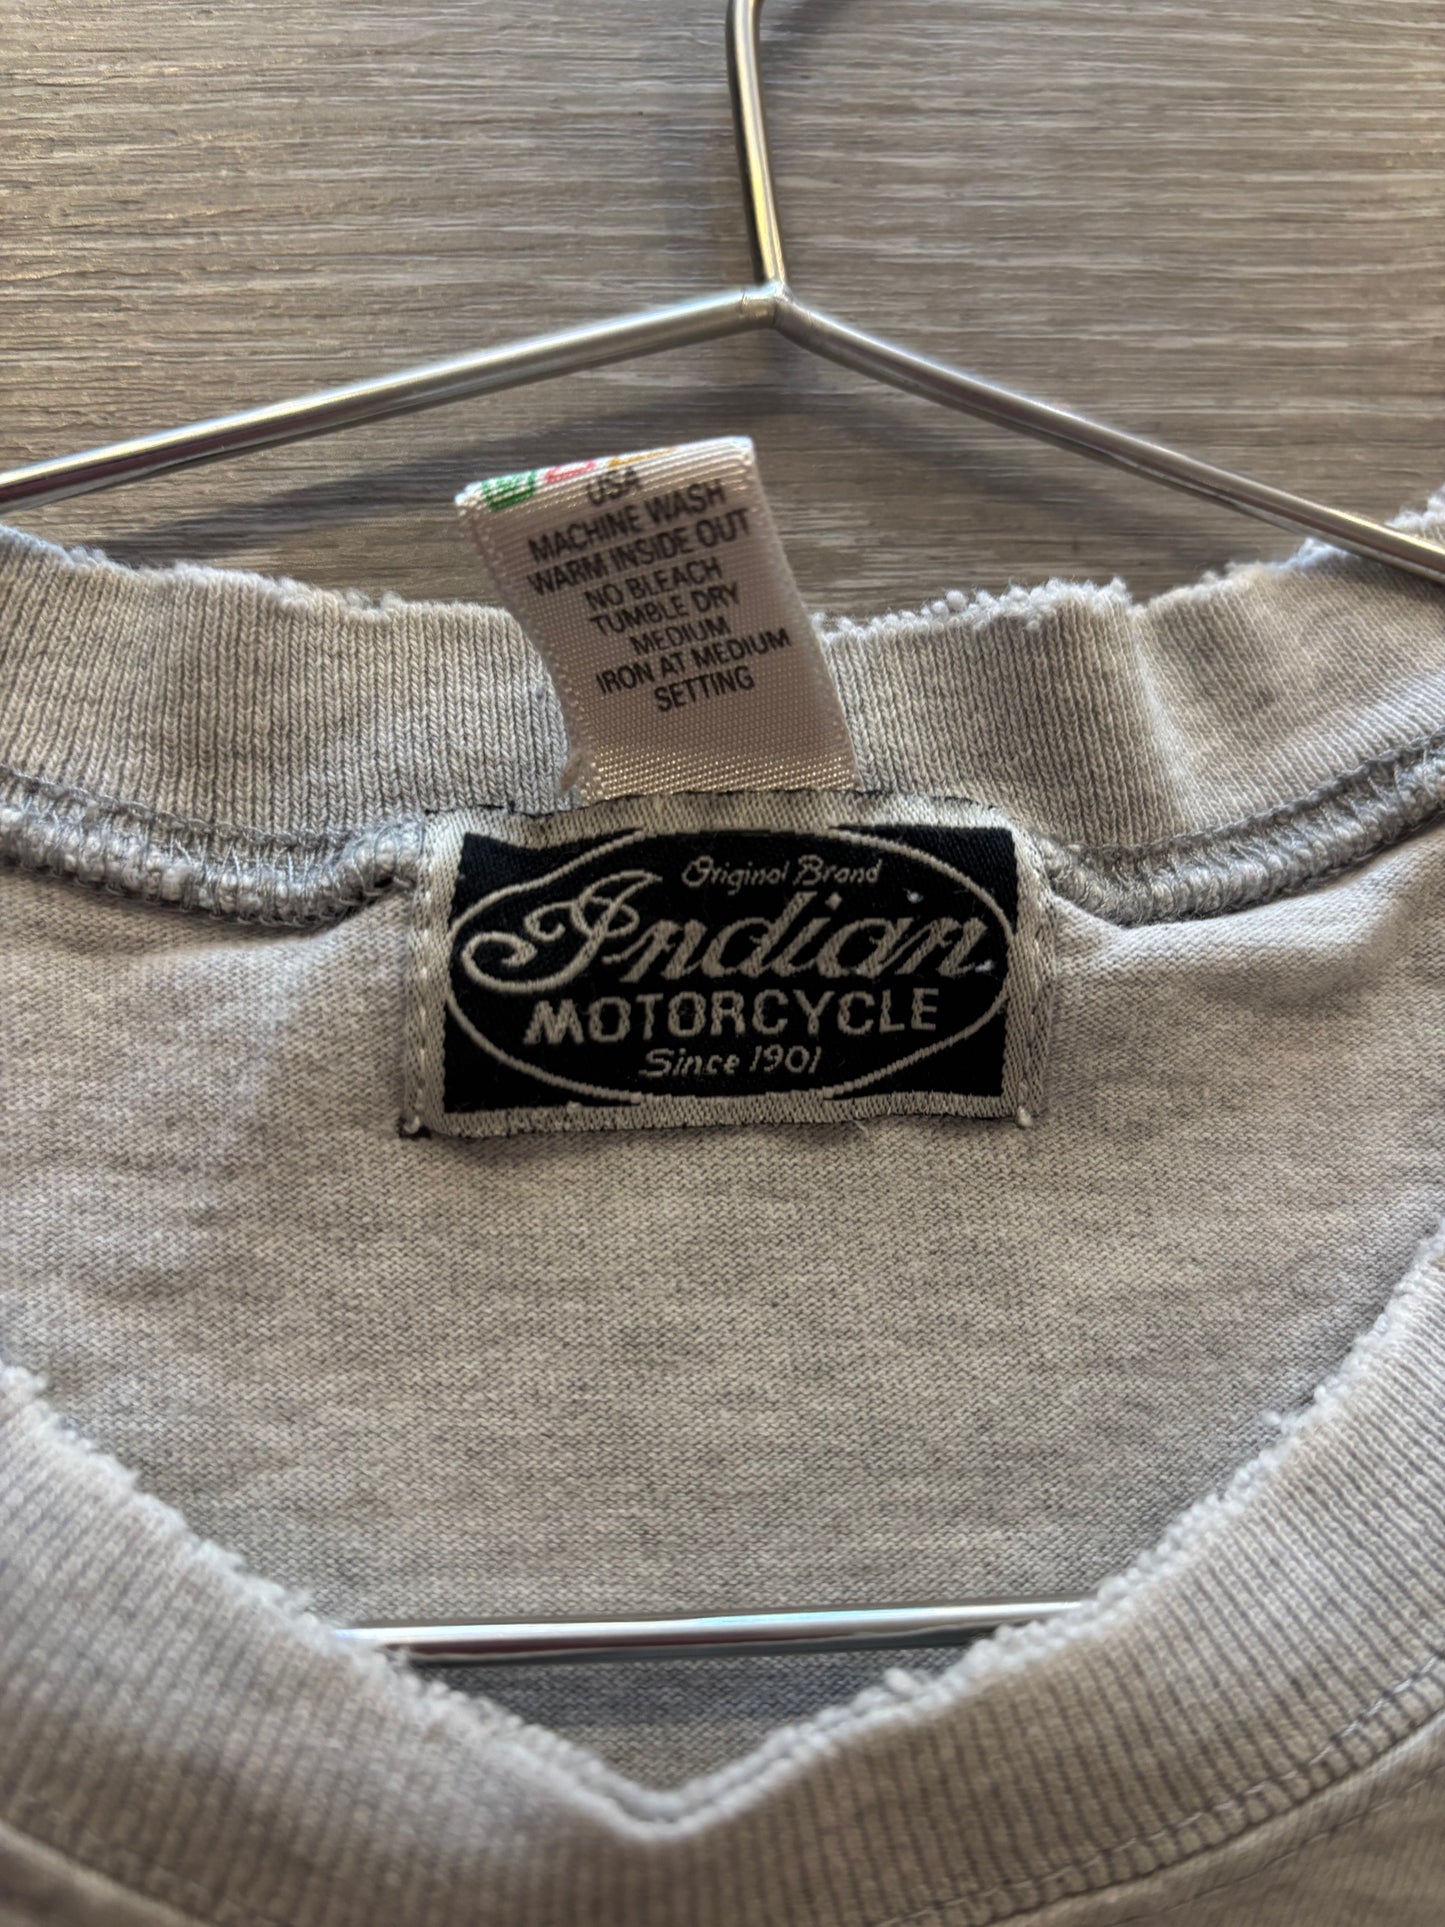 USA
MACHINE WASH
WARM INSIDE OUT
NO BLEACH
TUMBLE DRY
MEDIUM
IRON AT MEDIUM
SETTING
Original Brand
Indian
MOTORCYCLE
Since 1901